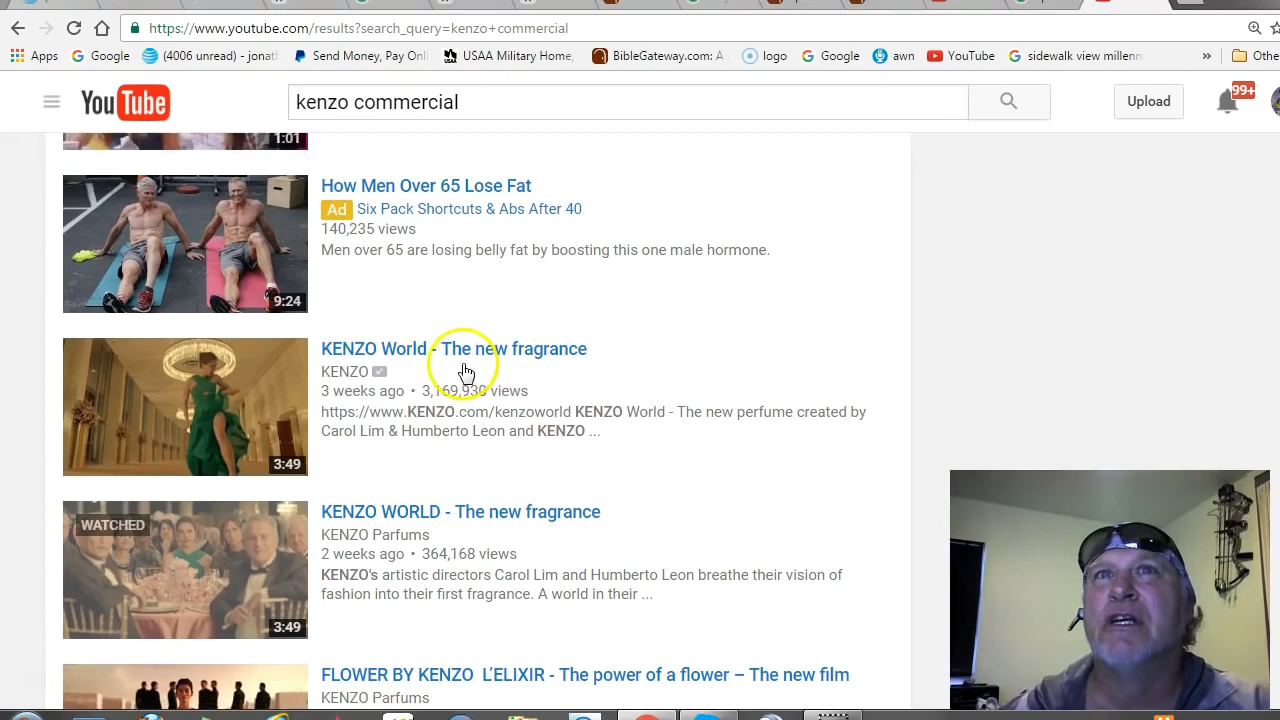 https://www.youtube.com/results?search_query=kenzo+commercial
Apps Google (4006 unread) - jonat Send Money, Pay Onl USAA Military Home, BibleGateway.com: A logo Google awn YouTube sidewalk view millenn » Othe
YouTube kenzo commercial Upload 99+
1:01
How Men Over 65 Lose Fat
Ad Six Pack Shortcuts & Abs After 40
140,235 views
Men over 65 are losing belly fat by boosting this one male hormone.
9:24
KENZO World - The new fragrance
KENZO
3 weeks ago • 3,169,930 views
https://www.KENZO.com/kenzoworld KENZO World - The new perfume created by
Carol Lim & Humberto Leon and KENZO ...
3:49
KENZO WORLD - The new fragrance
WATCHED
KENZO Parfums
2 weeks ago • 364,168 views
KENZO's artistic directors Carol Lim and Humberto Leon breathe their vision of
fashion into their first fragrance. A world in their ...
3:49
FLOWER BY KENZO L'ELIXIR - The power of a flower – The new film
KENZO Parfums